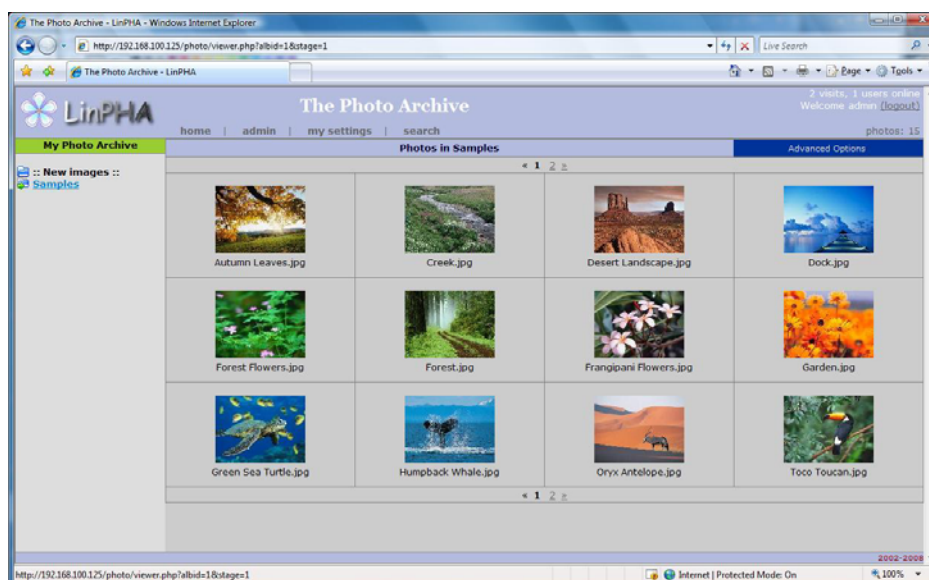 The Photo Archive - LinPHA - Windows Internet Explorer
http://192.168.100.125/photo/viewer.php?albid=1&stage=1
Live Search
The Photo Archive - LinPHA
Page
Tools
LinPHA
The Photo Archive
2 visits, 1 users online
Welcome admin (logout)
home | admin | my settings | search
photos: 15
My Photo Archive
Photos in Samples
Advanced Options
« 1 2 »
:: New images ::
Samples
Autumn Leaves.jpg
Creek.jpg
Desert Landscape.jpg
Dock.jpg
Forest Flowers.jpg
Forest.jpg
Frangipani Flowers.jpg
Garden.jpg
Green Sea Turtle.jpg
Humpback Whale.jpg
Oryx Antelope.jpg
Toco Toucan.jpg
« 1 2 »
2002-2008
http://192.168.100.125/photo/viewer.php?albid=1&stage=1
Internet | Protected Mode: On
100%